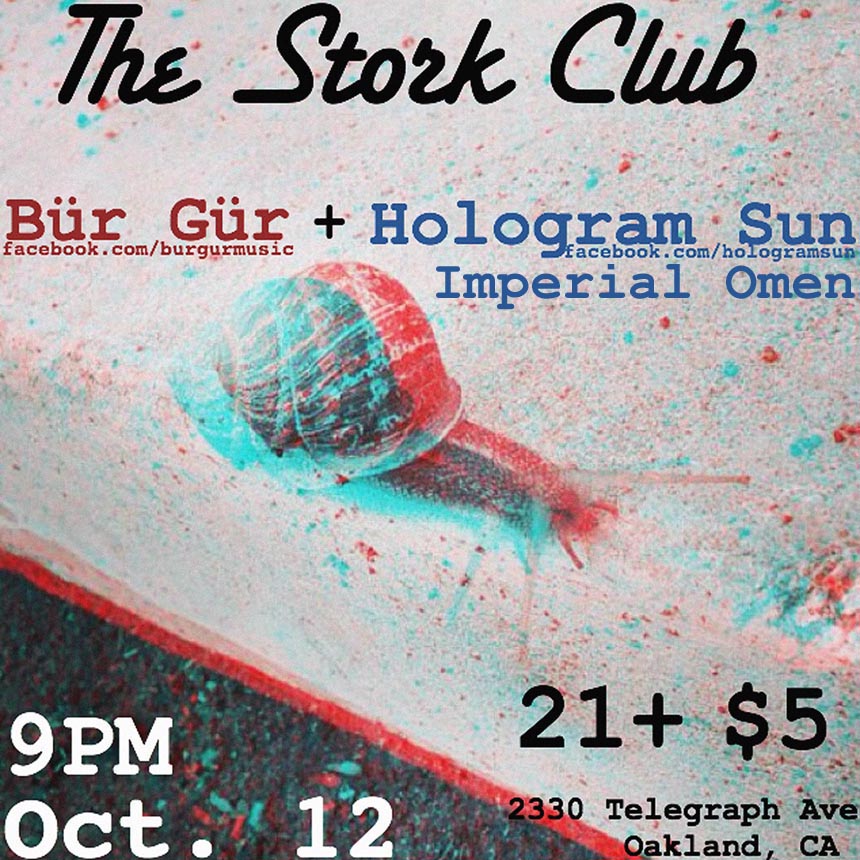 The Stork Club
Bür Gür + Hologram Sun
facebook.com/burgurmusic facebook.com/hologramsun
Imperial Omen
21+ $5
9PM
Oct. 12
2330 Telegraph Ave
Oakland, CA